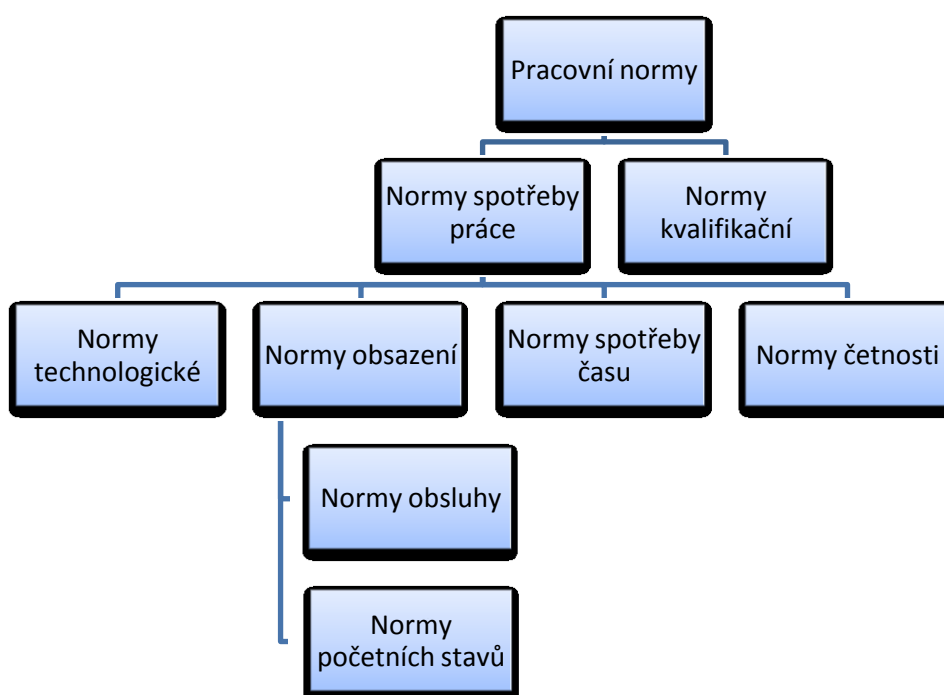 Pracovní normy
Normy spotřeby
práce
Normy
kvalifikační
Normy
technologické
Normy obsazení
Normy spotřeby
času
Normy četnosti
Normy obsluhy
Normy
početních stavů